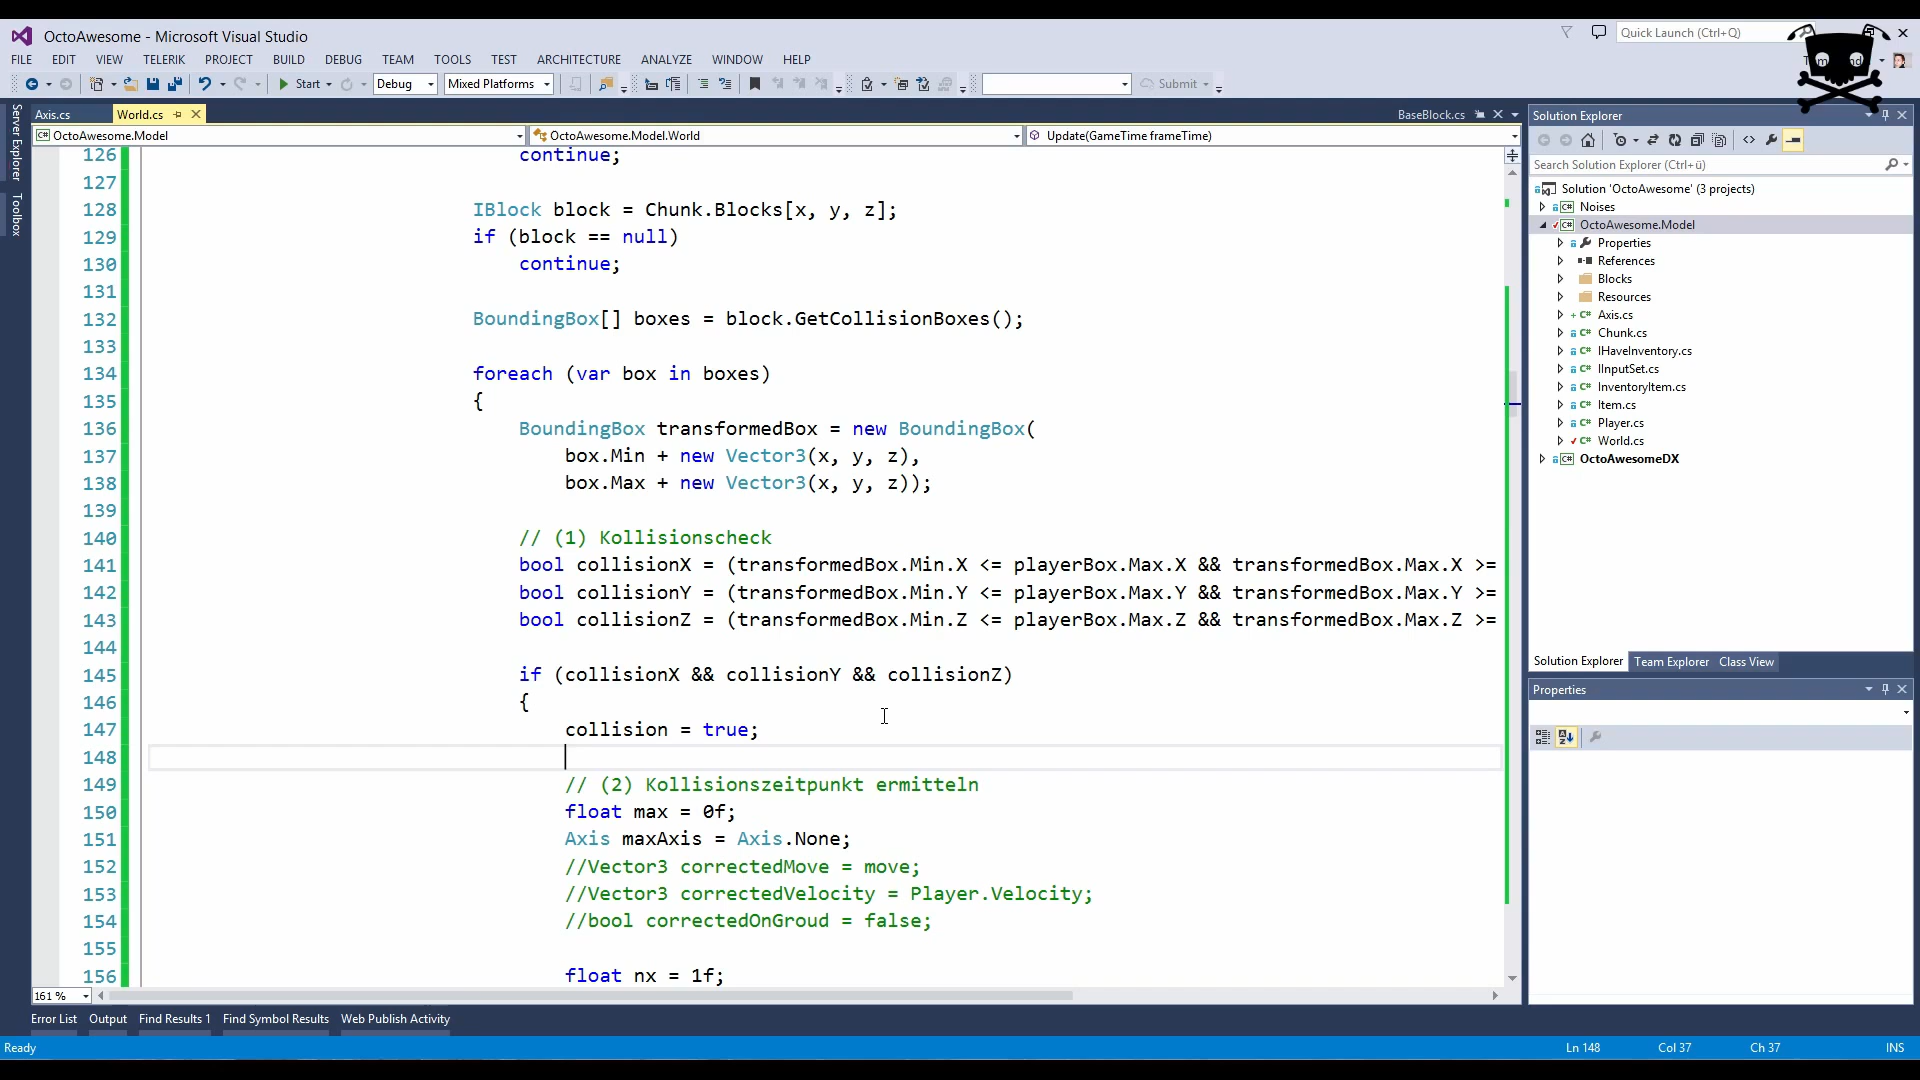 OctoAwesome - Microsoft Visual Studio
Quick Launch (Ctrl+Q)
FILE EDIT VIEW TELERIK PROJECT BUILD DEBUG TEAM TOOLS TEST ARCHITECTURE ANALYZE WINDOW HELP
Start Debug Mixed Platforms Submit
Server Explorer
Toolbox
Axis.cs World.cs BaseBlock.cs
OctoAwesome.Model OctoAwesome.Model.World Update(GameTime frameTime)
126 continue;
127
128 IBlock block = Chunk.Blocks[x, y, z];
129 if (block == null)
130 continue;
131
132 BoundingBox[] boxes = block.GetCollisionBoxes();
133
134 foreach (var box in boxes)
135 {
136 BoundingBox transformedBox = new BoundingBox(
137 box.Min + new Vector3(x, y, z),
138 box.Max + new Vector3(x, y, z));
139
140 // (1) Kollisionscheck
141 bool collisionX = (transformedBox.Min.X <= playerBox.Max.X && transformedBox.Max.X >=
142 bool collisionY = (transformedBox.Min.Y <= playerBox.Max.Y && transformedBox.Max.Y >=
143 bool collisionZ = (transformedBox.Min.Z <= playerBox.Max.Z && transformedBox.Max.Z >=
144
145 if (collisionX && collisionY && collisionZ)
146 {
147 collision = true;
148
149 // (2) Kollisionszeitpunkt ermitteln
150 float max = 0f;
151 Axis maxAxis = Axis.None;
152 //Vector3 correctedMove = move;
153 //Vector3 correctedVelocity = Player.Velocity;
154 //bool correctedOnGroud = false;
155
156 float nx = 1f;
161 %
Solution Explorer
Search Solution Explorer (Ctrl+ü)
Solution 'OctoAwesome' (3 projects)
Noises
OctoAwesome.Model
Properties
References
Blocks
Resources
Axis.cs
Chunk.cs
IHaveInventory.cs
IInputSet.cs
InventoryItem.cs
Item.cs
Player.cs
World.cs
OctoAwesomeDX
Solution Explorer Team Explorer Class View
Properties
Error List Output Find Results 1 Find Symbol Results Web Publish Activity
Ready Ln 148 Col 37 Ch 37 INS